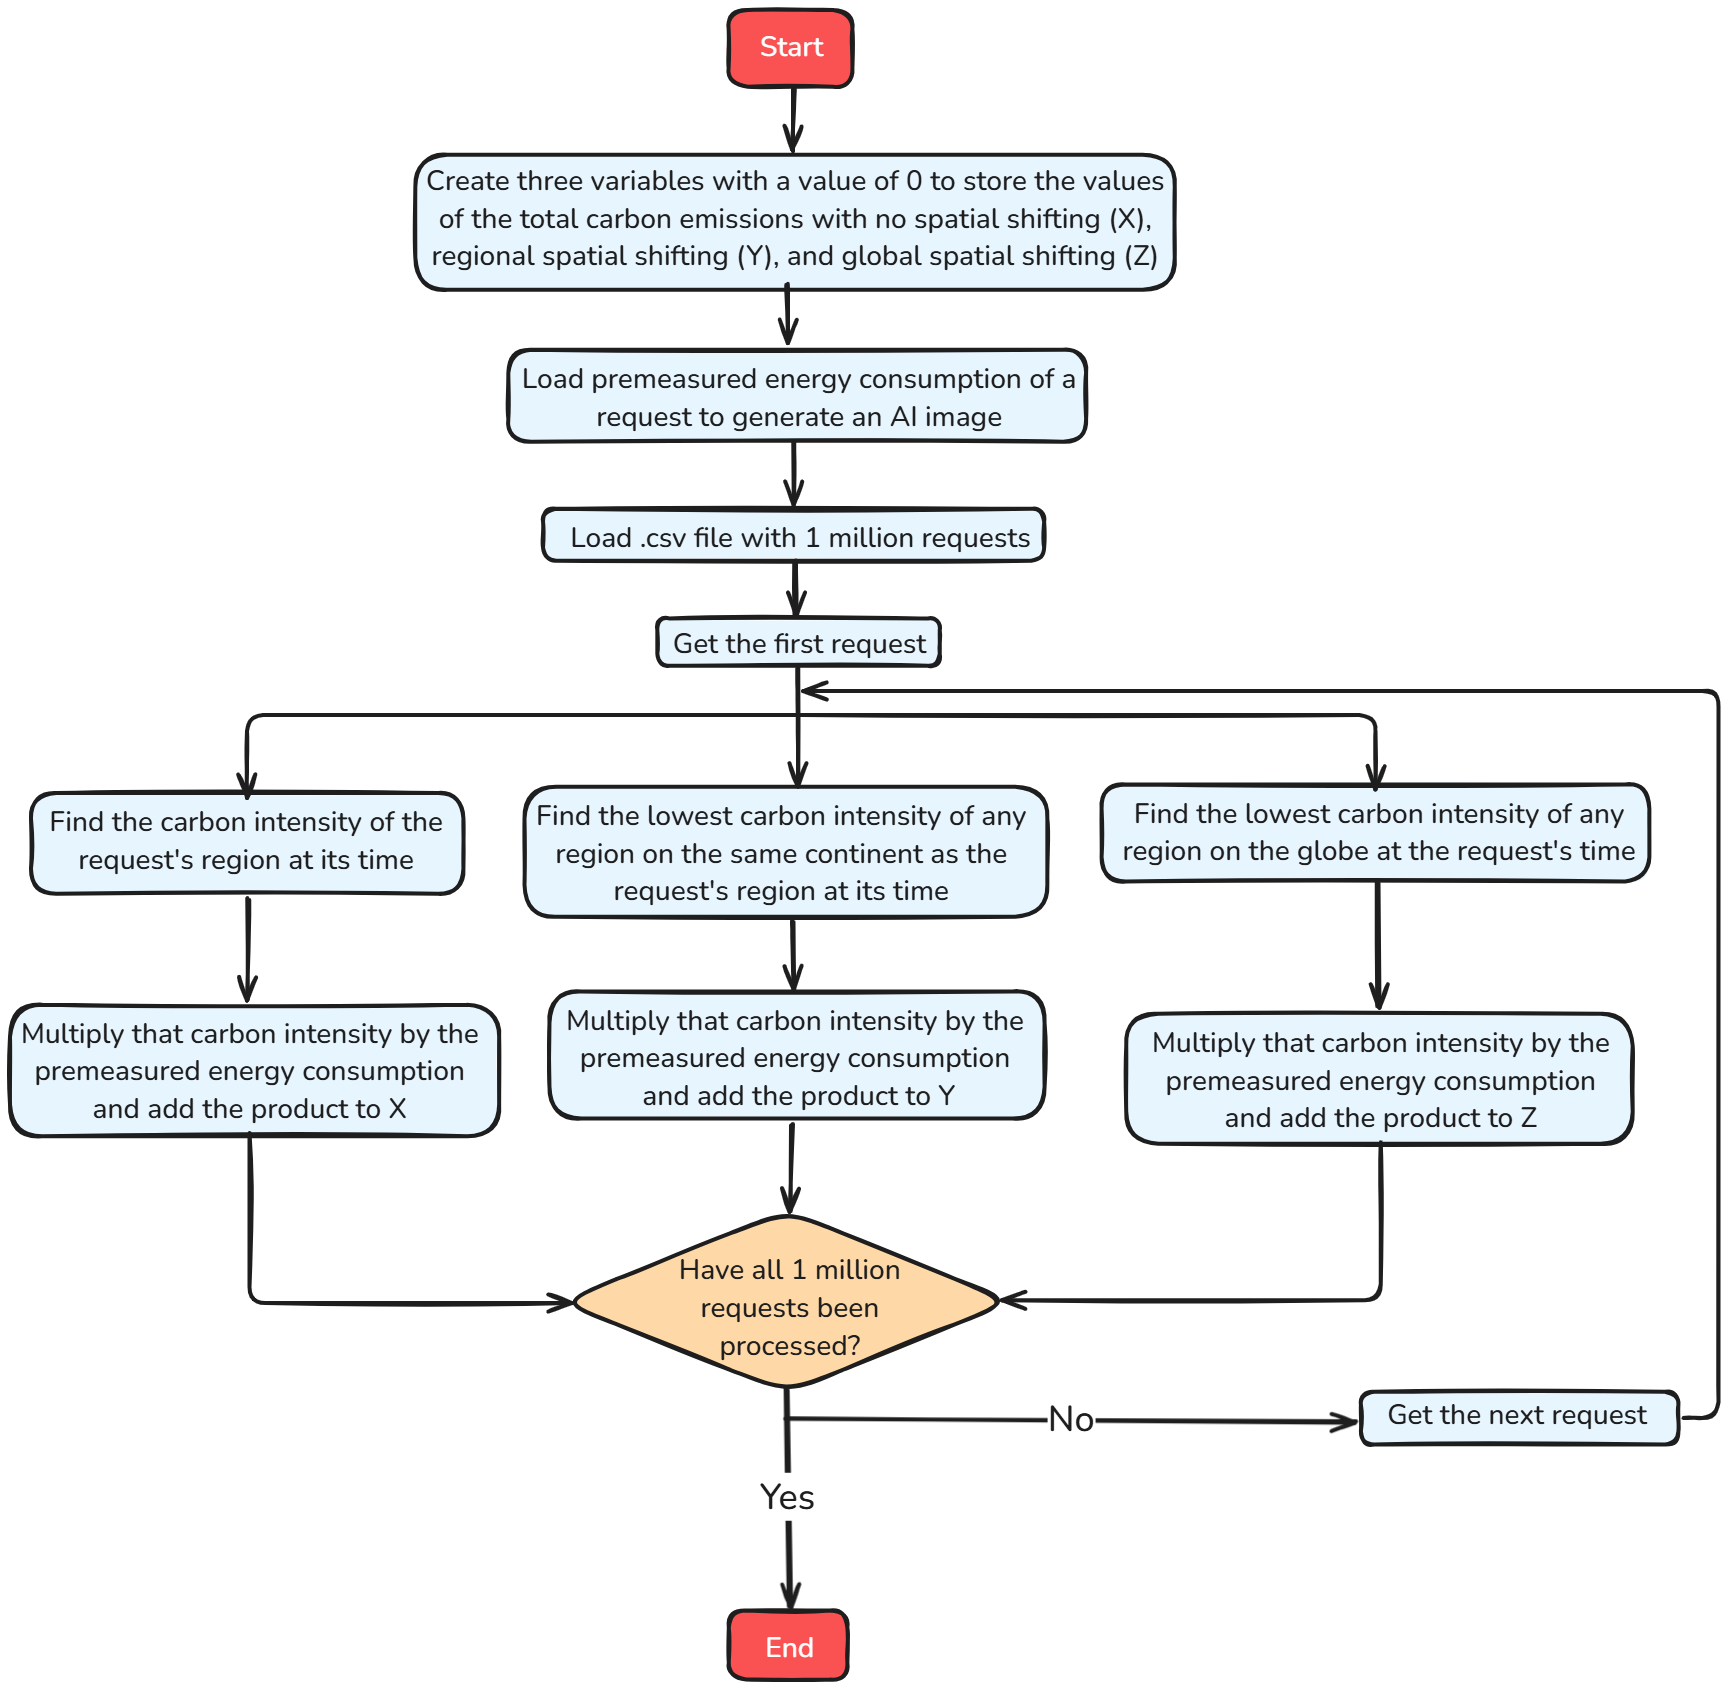 Start
Create three variables with a value of 0 to store the values
of the total carbon emissions with no spatial shifting (X),
regional spatial shifting (Y), and global spatial shifting (Z)
Load premeasured energy consumption of a
request to generate an AI image
Load .csv file with 1 million requests
Get the first request
Find the carbon intensity of the
request's region at its time
Find the lowest carbon intensity of any
region on the same continent as the
request's region at its time
Find the lowest carbon intensity of any
region on the globe at the request's time
Multiply that carbon intensity by the
premeasured energy consumption
and add the product to X
Multiply that carbon intensity by the
premeasured energy consumption
and add the product to Y
Multiply that carbon intensity by the
premeasured energy consumption
and add the product to Z
Have all 1 million
requests been
processed?
No
Get the next request
Yes
End